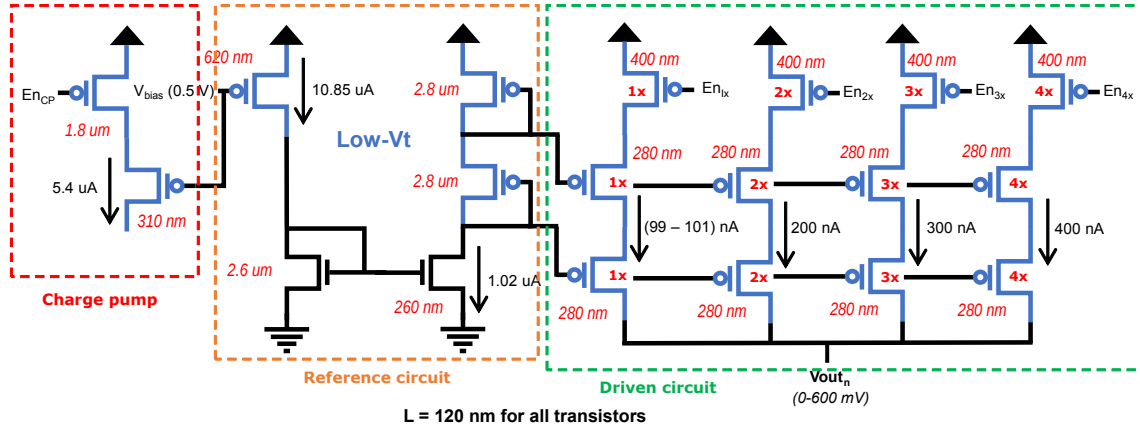 620 nm
400 nm
400 nm
400 nm
400 nm
En_CP
V_bias (0.5 V)
10.85 uA
2.8 um
1x
En_Ix
2x
En_2x
3x
En_3x
4x
En_4x
1.8 um
Low-Vt
280 nm
280 nm
280 nm
280 nm
5.4 uA
2.8 um
1x
2x
3x
4x
310 nm
(99 – 101) nA
200 nA
300 nA
400 nA
2.6 um
1.02 uA
1x
2x
3x
4x
Charge pump
260 nm
280 nm
280 nm
280 nm
280 nm
Reference circuit
Driven circuit
Vout_n
(0-600 mV)
L = 120 nm for all transistors